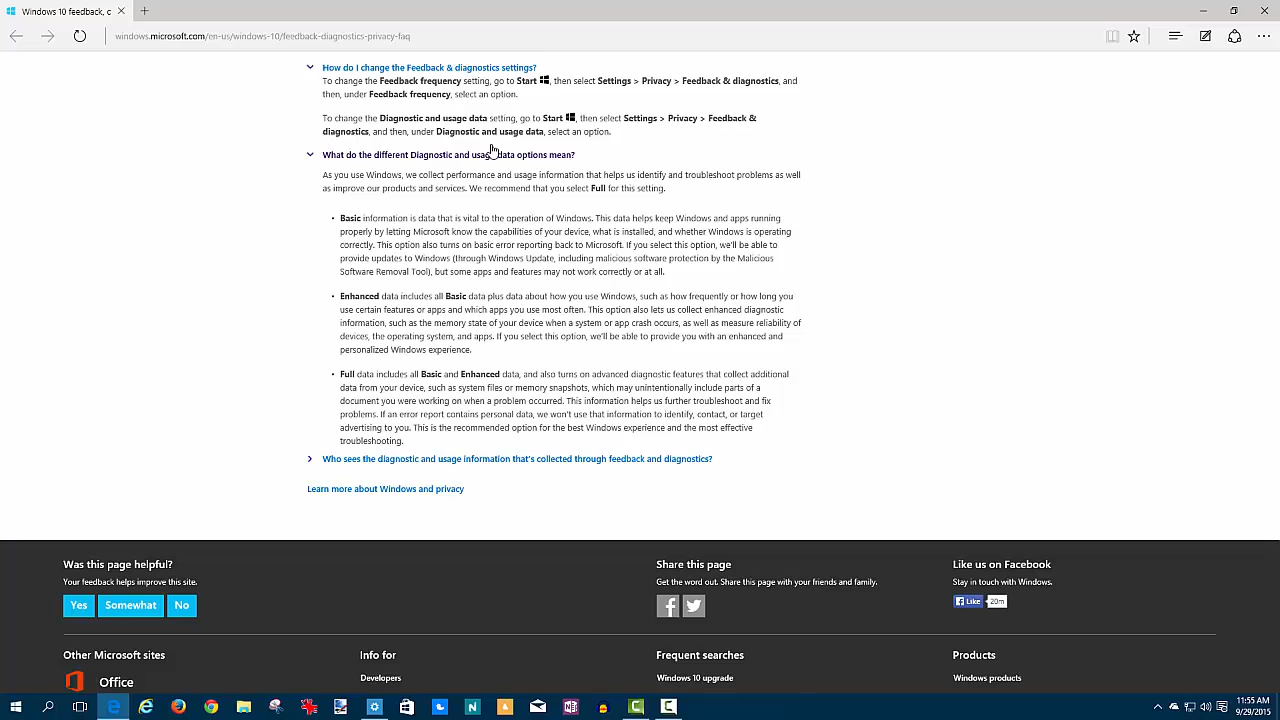 Windows 10 feedback, c
windows.microsoft.com/en-us/windows-10/feedback-diagnostics-privacy-faq
How do I change the Feedback & diagnostics settings?
To change the Feedback frequency setting, go to Start , then select Settings > Privacy > Feedback & diagnostics, and
then, under Feedback frequency, select an option.
To change the Diagnostic and usage data setting, go to Start , then select Settings > Privacy > Feedback &
diagnostics, and then, under Diagnostic and usage data, select an option.
What do the different Diagnostic and usage data options mean?
As you use Windows, we collect performance and usage information that helps us identify and troubleshoot problems as well
as improve our products and services. We recommend that you select Full for this setting.
• Basic information is data that is vital to the operation of Windows. This data helps keep Windows and apps running
properly by letting Microsoft know the capabilities of your device, what is installed, and whether Windows is operating
correctly. This option also turns on basic error reporting back to Microsoft. If you select this option, we'll be able to
provide updates to Windows (through Windows Update, including malicious software protection by the Malicious
Software Removal Tool), but some apps and features may not work correctly or at all.
• Enhanced data includes all Basic data plus data about how you use Windows, such as how frequently or how long you
use certain features or apps and which apps you use most often. This option also lets us collect enhanced diagnostic
information, such as the memory state of your device when a system or app crash occurs, as well as measure reliability of
devices, the operating system, and apps. If you select this option, we'll be able to provide you with an enhanced and
personalized Windows experience.
• Full data includes all Basic and Enhanced data, and also turns on advanced diagnostic features that collect additional
data from your device, such as system files or memory snapshots, which may unintentionally include parts of a
document you were working on when a problem occurred. This information helps us further troubleshoot and fix
problems. If an error report contains personal data, we won't use that information to identify, contact, or target
advertising to you. This is the recommended option for the best Windows experience and the most effective
troubleshooting.
Who sees the diagnostic and usage information that's collected through feedback and diagnostics?
Learn more about Windows and privacy
Was this page helpful?
Your feedback helps improve this site.
Yes
Somewhat
No
Share this page
Get the word out. Share this page with your friends and family.
Like us on Facebook
Stay in touch with Windows.
Like
20m
Other Microsoft sites
Info for
Frequent searches
Products
Office
Developers
Windows 10 upgrade
Windows products
11:55 AM
9/29/2015